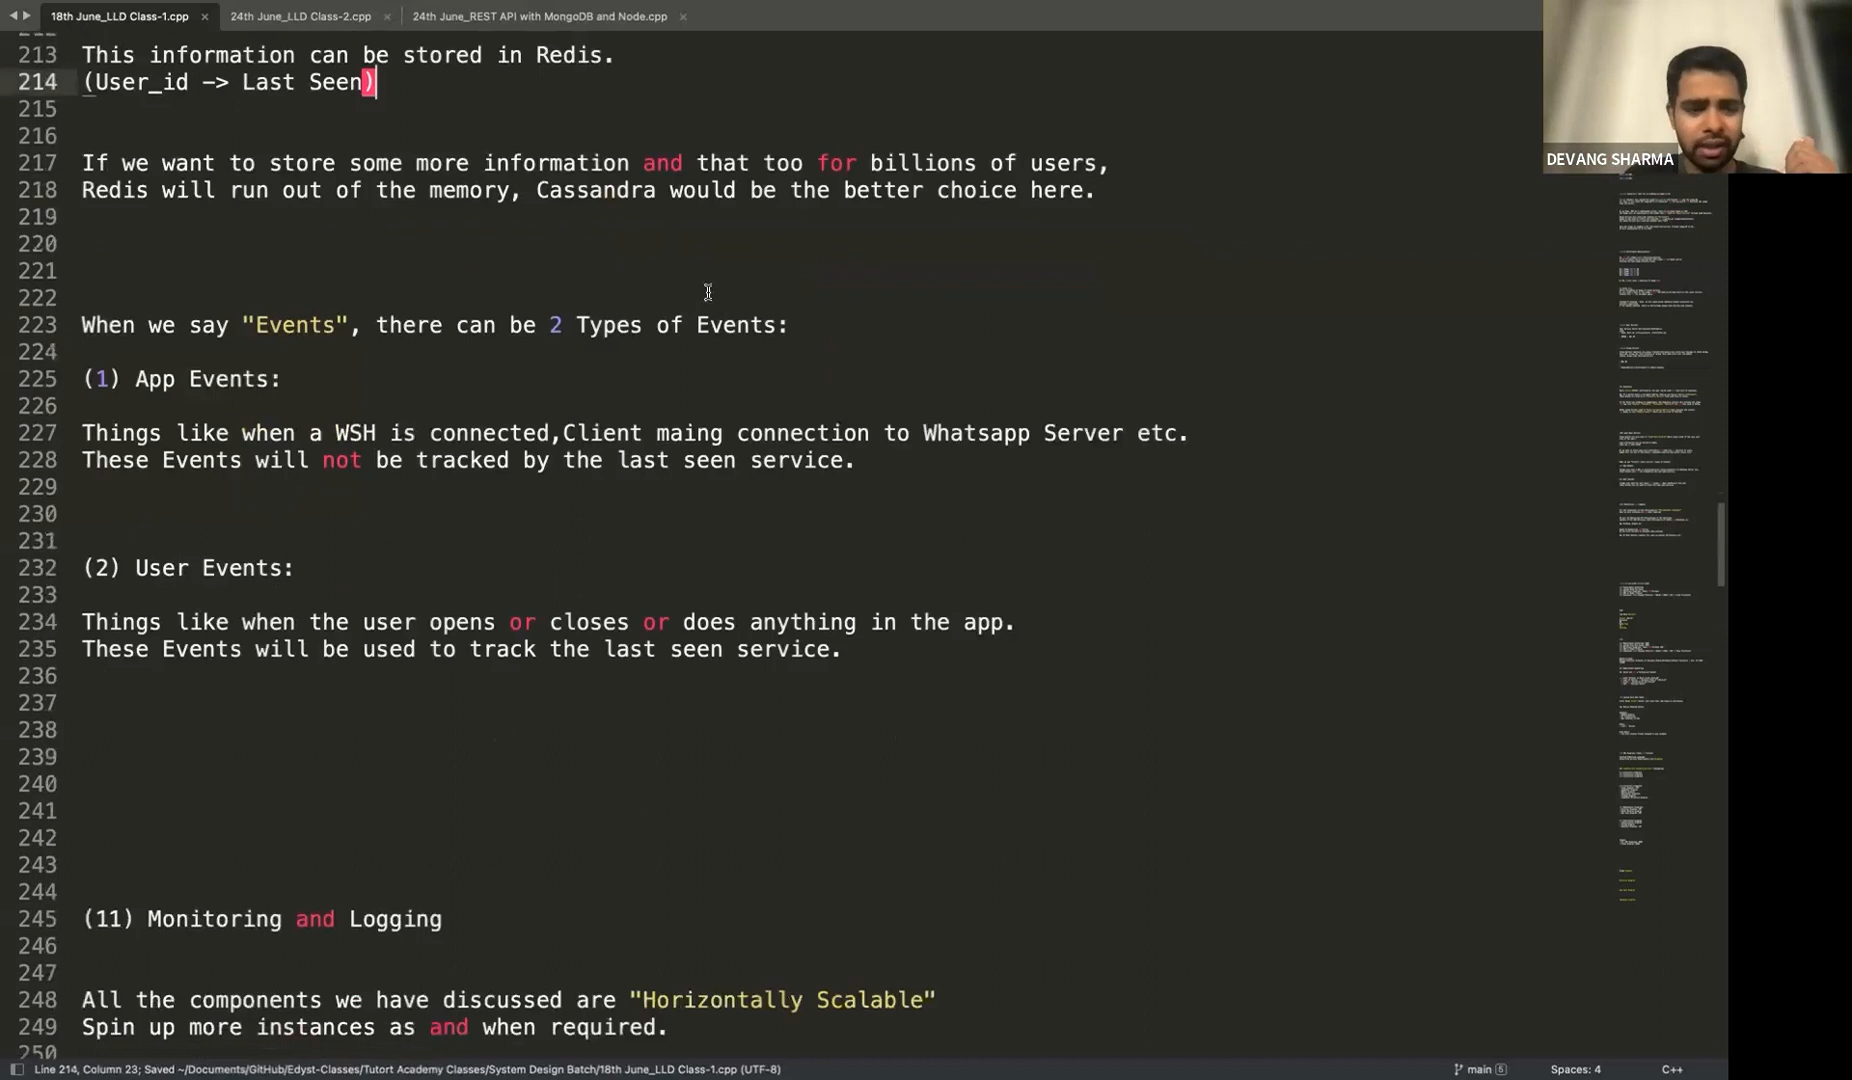 18th June_LLD Class-1.cpp
24th June_LLD Class-2.cpp
24th June_REST API with MongoDB and Node.cpp
DEVANG SHARMA
213 This information can be stored in Redis.
214 (User_id -> Last Seen)
215
216
217 If we want to store some more information and that too for billions of users,
218 Redis will run out of the memory, Cassandra would be the better choice here.
219
220
221
222
223 When we say "Events", there can be 2 Types of Events:
224
225 (1) App Events:
226
227 Things like when a WSH is connected,Client maing connection to Whatsapp Server etc.
228 These Events will not be tracked by the last seen service.
229
230
231
232 (2) User Events:
233
234 Things like when the user opens or closes or does anything in the app.
235 These Events will be used to track the last seen service.
236
237
238
239
240
241
242
243
244
245 (11) Monitoring and Logging
246
247
248 All the components we have discussed are "Horizontally Scalable"
249 Spin up more instances as and when required.
250
Line 214, Column 23; Saved ~/Documents/GitHub/Edyst-Classes/Tutort Academy Classes/System Design Batch/18th June_LLD Class-1.cpp (UTF-8)
main 5
Spaces: 4
C++